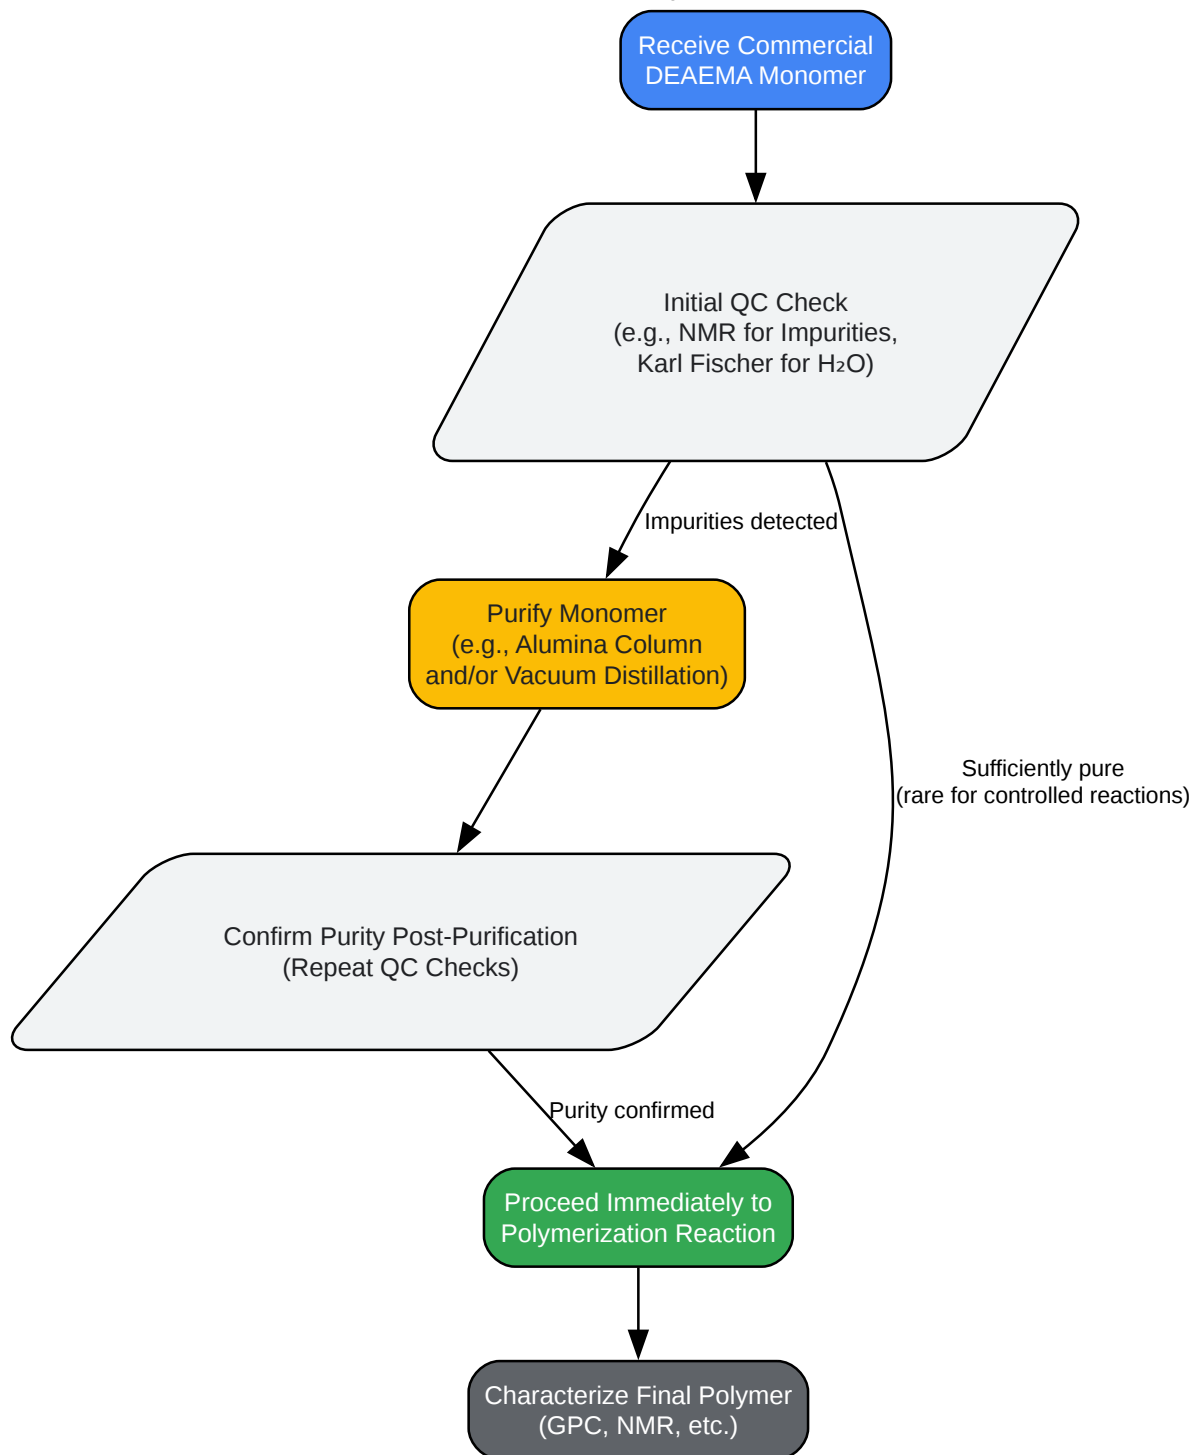 Receive Commercial
DEAEMA Monomer
Initial QC Check
(e.g., NMR for Impurities,
Karl Fischer for H₂O)
Impurities detected
Purify Monomer
(e.g., Alumina Column
and/or Vacuum Distillation)
Sufficiently pure
(rare for controlled reactions)
Confirm Purity Post-Purification
(Repeat QC Checks)
Purity confirmed
Proceed Immediately to
Polymerization Reaction
Characterize Final Polymer
(GPC, NMR, etc.)